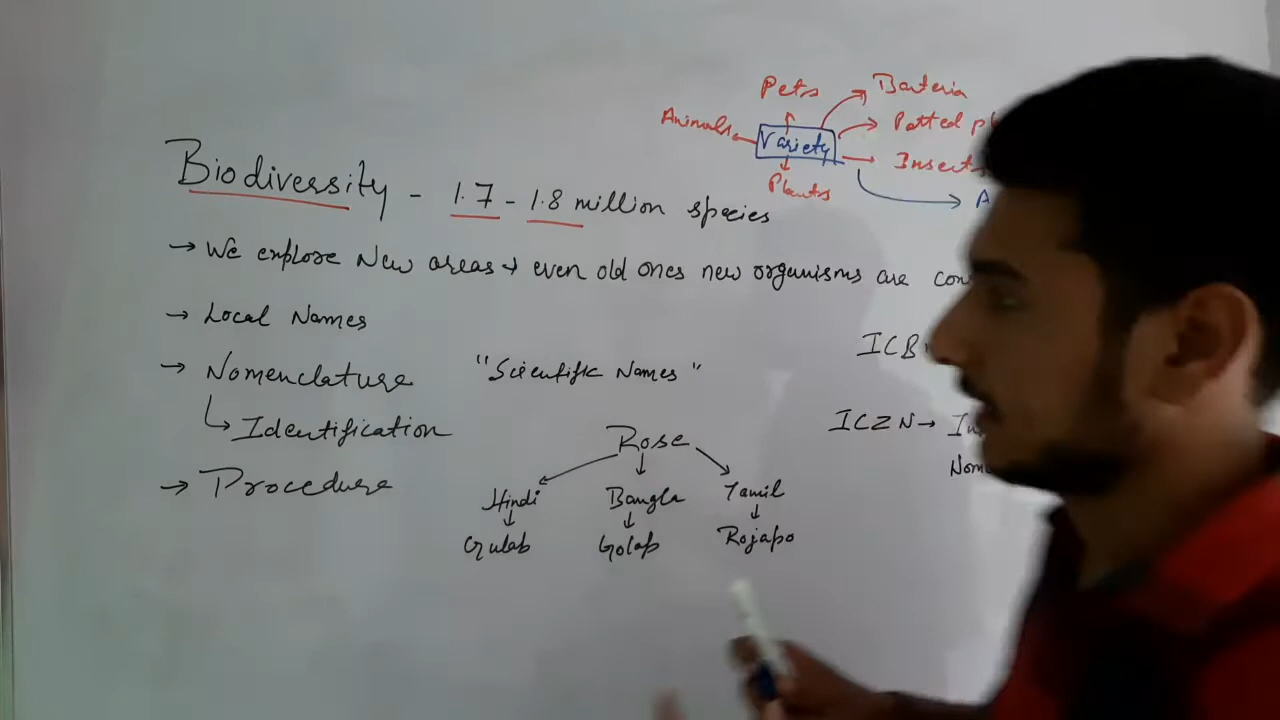 Pets
Bacteria
Animals
Variety
Potted
Insects
Plants
A
Biodiversity - 1.7 - 1.8 million species
→ We explore New areas + even old ones new organisms are
→ Local Names
ICB
→ Nomenclature
"Scientific Names"
↳ Identification
ICZN →
Rose
→ Procedure
Hindi Bangla Tamil
Gulab Golap Rojapo